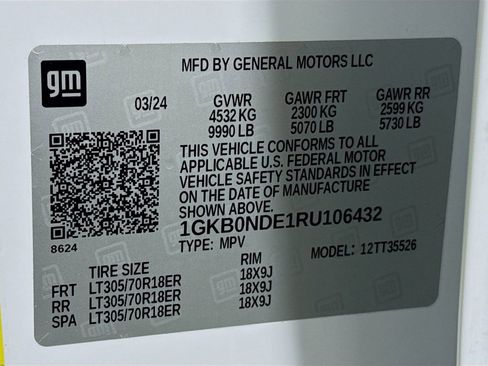 gm
MFD BY GENERAL MOTORS LLC
03/24 GVWR GAWR FRT GAWR RR
4532 KG 2300 KG 2599 KG
9990 LB 5070 LB 5730 LB
THIS VEHICLE CONFORMS TO ALL
APPLICABLE U.S. FEDERAL MOTOR
VEHICLE SAFETY STANDARDS IN EFFECT
ON THE DATE OF MANUFACTURE
SHOWN ABOVE.
1GKB0NDE1RU106432
8624 TYPE: MPV 12TT35526
TIRE SIZE RIM
FRT LT305/70R18ER 18X9J
RR LT305/70R18ER 18X9J
SPA LT305/70R18ER 18X9J